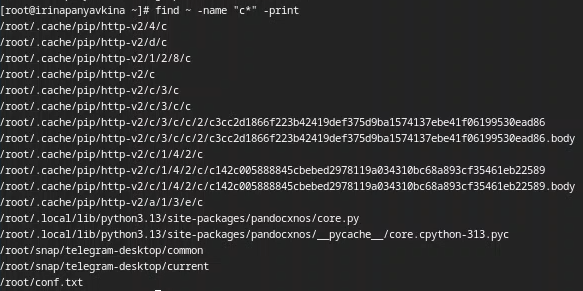 [root@irinapanyavkina ~]# find ~ -name "c*" -print
/root/.cache/pip/http-v2/4/c
/root/.cache/pip/http-v2/d/c
/root/.cache/pip/http-v2/1/2/8/c
/root/.cache/pip/http-v2/c
/root/.cache/pip/http-v2/c/3/c
/root/.cache/pip/http-v2/c/3/c/c
/root/.cache/pip/http-v2/c/3/c/c/2/c3cc2d1866f223b42419def375d9ba1574137ebe41f06199530ead86
/root/.cache/pip/http-v2/c/3/c/c/2/c3cc2d1866f223b42419def375d9ba1574137ebe41f06199530ead86.body
/root/.cache/pip/http-v2/c/1/4/2/c
/root/.cache/pip/http-v2/c/1/4/2/c/c142c005888845cbebed2978119a034310bc68a893cf35461eb22589
/root/.cache/pip/http-v2/c/1/4/2/c/c142c005888845cbebed2978119a034310bc68a893cf35461eb22589.body
/root/.cache/pip/http-v2/a/1/3/e/c
/root/.local/lib/python3.13/site-packages/pandocxnos/core.py
/root/.local/lib/python3.13/site-packages/pandocxnos/__pycache__/core.cpython-313.pyc
/root/snap/telegram-desktop/common
/root/snap/telegram-desktop/current
/root/conf.txt